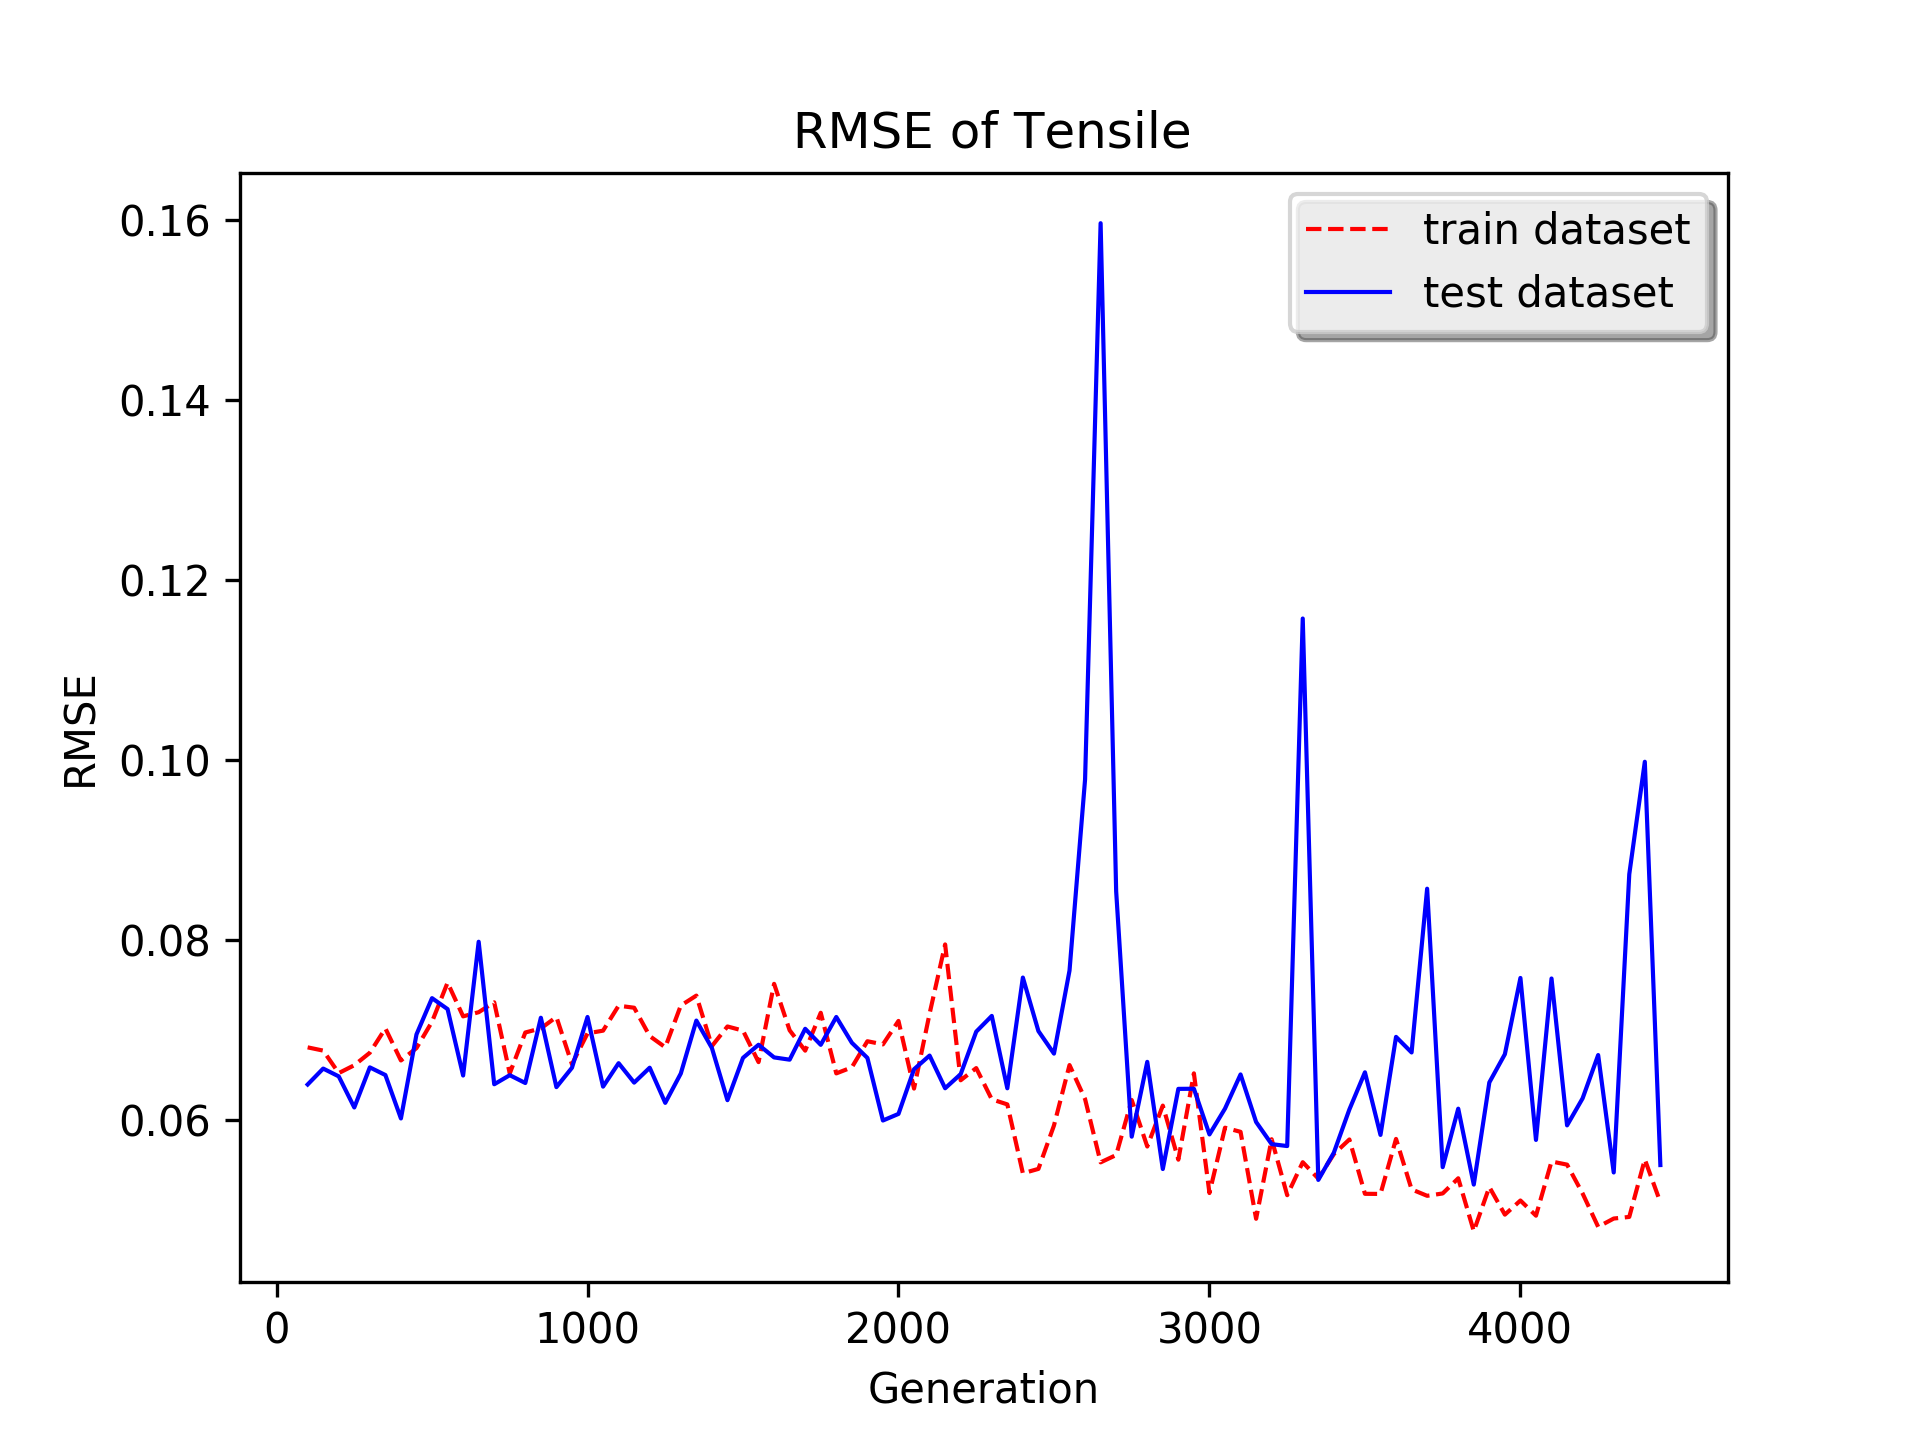 RMSE of Tensile
train dataset
test dataset
0.16
0.14
0.12
0.10
0.08
0.06
RMSE
0
1000
2000
3000
4000
Generation